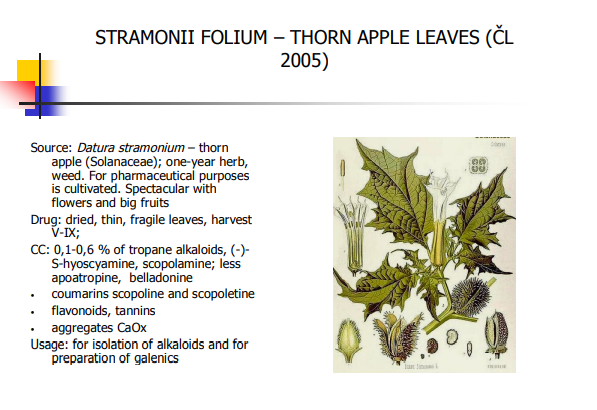 STRAMONII FOLIUM – THORN APPLE LEAVES (ČL
2005)
Source: Datura stramonium – thorn
apple (Solanaceae); one-year herb,
weed. For pharmaceutical purposes
is cultivated. Spectacular with
flowers and big fruits
Drug: dried, thin, fragile leaves, harvest
V-IX;
CC: 0,1-0,6 % of tropane alkaloids, (-)-
S-hyoscyamine, scopolamine; less
apoatropine, belladonine
• coumarins scopoline and scopoletine
• flavonoids, tannins
• aggregates CaOx
Usage: for isolation of alkaloids and for
preparation of galenics